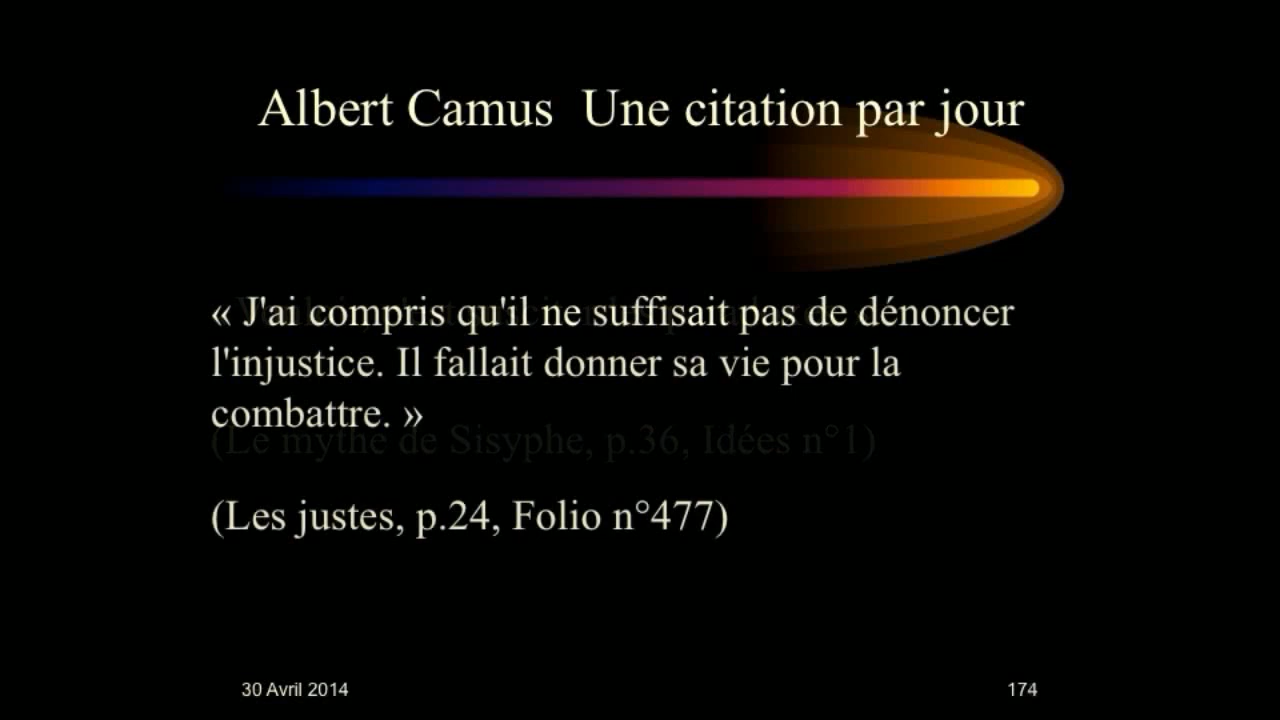 Albert Camus Une citation par jour
« J'ai compris qu'il ne suffisait pas de dénoncer
l'injustice. Il fallait donner sa vie pour la
combattre. »
(Le mythe de Sisyphe, p.36, Idées n°1)
(Les justes, p.24, Folio n°477)
30 Avril 2014
174